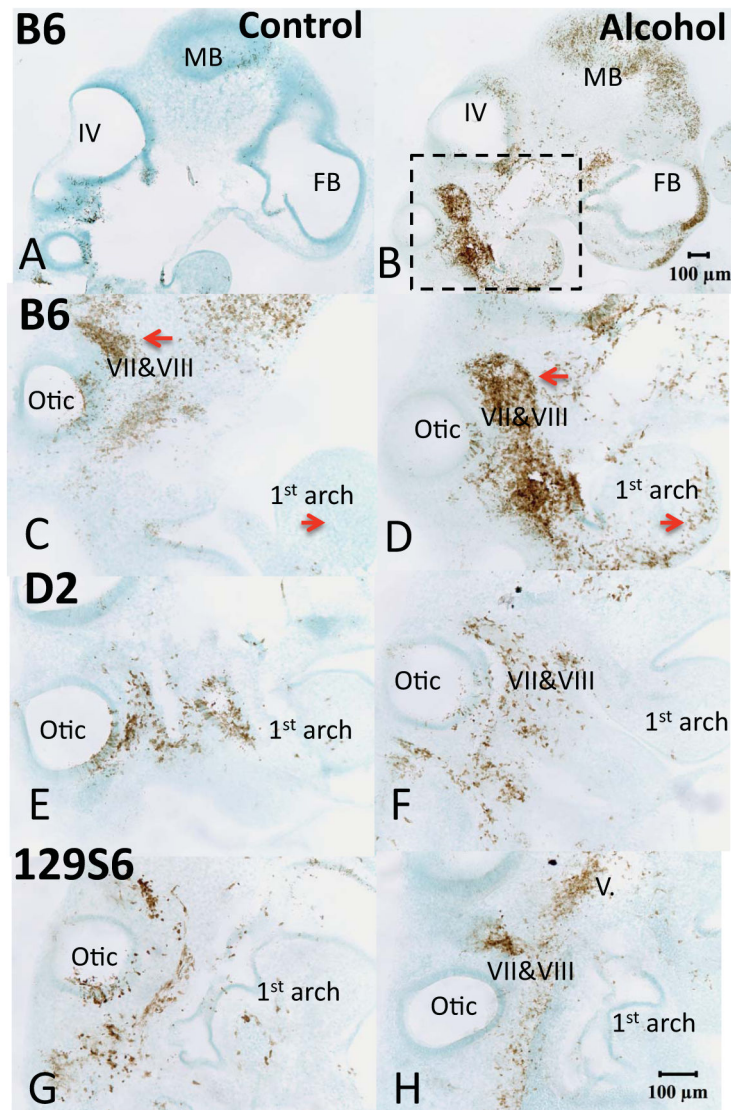 B6 Control Alcohol
MB
IV
FB
A
MB
IV
FB
B
100 µm
B6
VII&VIII
Otic
1st arch
C
VII&VIII
Otic
1st arch
D
D2
Otic
1st arch
E
Otic
VII&VIII
1st arch
F
129S6
Otic
1st arch
G
V.
VII&VIII
Otic
1st arch
H
100 µm